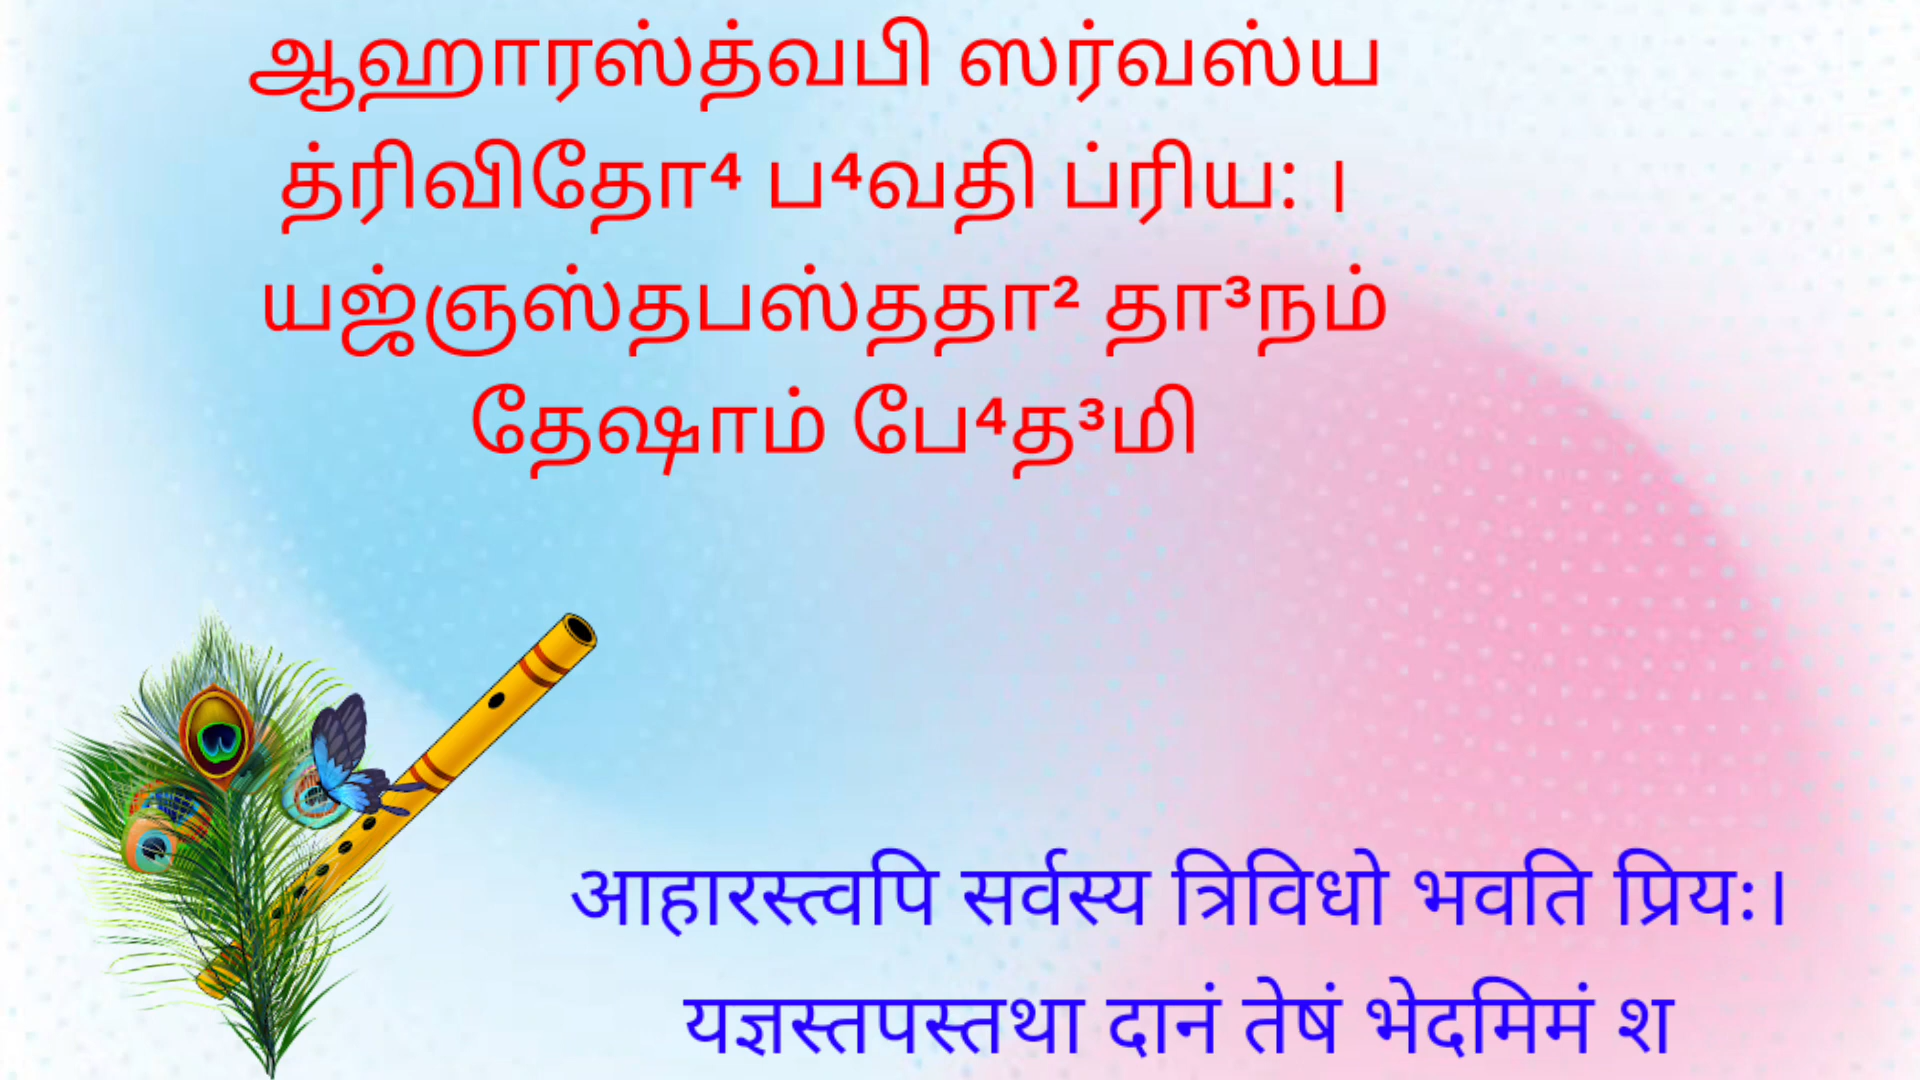 ஆஹாரஸ்த்வபி ஸர்வஸ்ய
த்ரிவிதோ⁴ ப⁴வதி ப்ரிய: ।
யஜ்ஞஸ்தபஸ்ததா² தா³நம்
தேஷாம் பே⁴த³மி
आहारस्त्वपि सर्वस्य त्रिविधो भवति प्रियः।
यज्ञस्तपस्तथा दानं तेषं भेदमिमं श